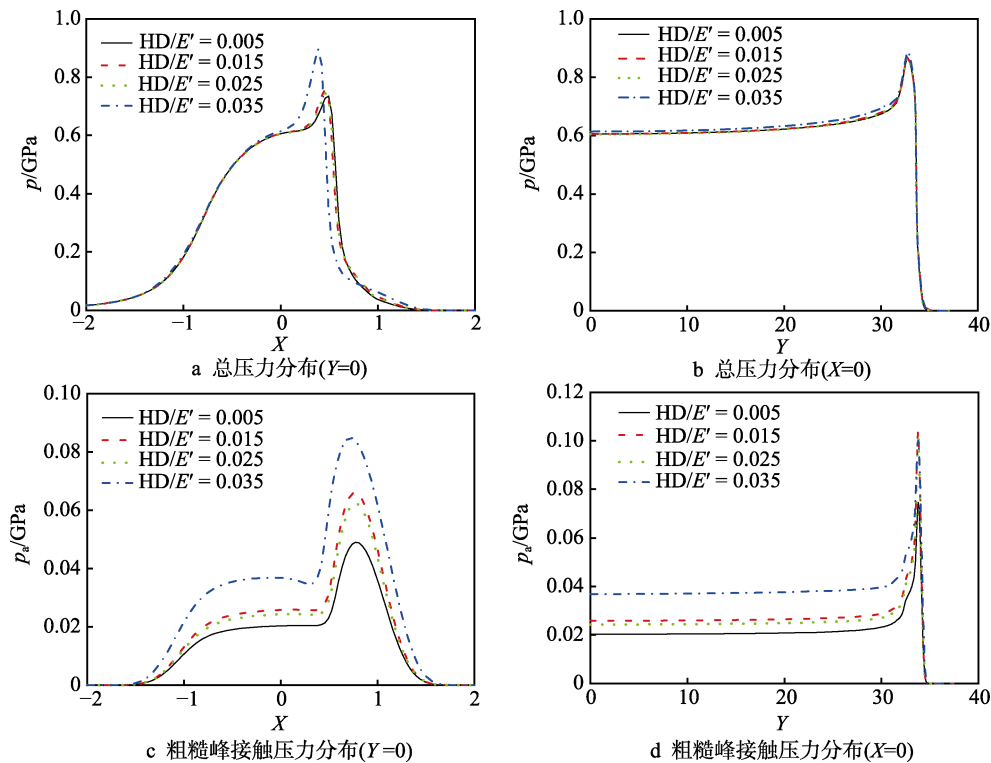 p/GPa
1.0
0.8
0.6
0.4
0.2
0
HD/E′ = 0.005
HD/E′ = 0.015
HD/E′ = 0.025
HD/E′ = 0.035
−2 −1 0 1 2
X
a 总压力分布(Y=0)
p/GPa
1.0
0.8
0.6
0.4
0.2
0
HD/E′ = 0.005
HD/E′ = 0.015
HD/E′ = 0.025
HD/E′ = 0.035
0 10 20 30 40
Y
b 总压力分布(X=0)
pa/GPa
0.10
0.08
0.06
0.04
0.02
0
HD/E′ = 0.005
HD/E′ = 0.015
HD/E′ = 0.025
HD/E′ = 0.035
−2 −1 0 1 2
X
c 粗糙峰接触压力分布(Y=0)
pa/GPa
0.12
0.10
0.08
0.06
0.04
0.02
0
HD/E′ = 0.005
HD/E′ = 0.015
HD/E′ = 0.025
HD/E′ = 0.035
0 10 20 30 40
Y
d 粗糙峰接触压力分布(X=0)